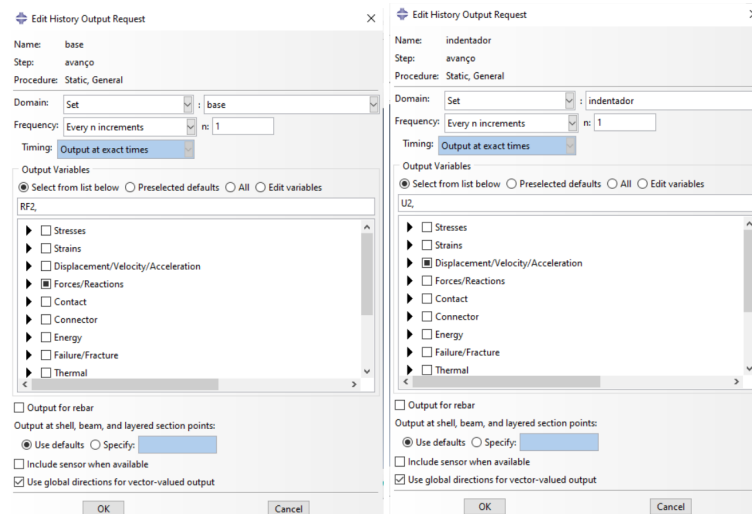 Edit History Output Request
Name: base
Step: avanço
Procedure: Static, General
Domain: Set : base
Frequency: Every n increments n: 1
Timing: Output at exact times
Output Variables
Select from list below Preselected defaults All Edit variables
RF2,
Stresses
Strains
Displacement/Velocity/Acceleration
Forces/Reactions
Contact
Connector
Energy
Failure/Fracture
Thermal
Output for rebar
Output at shell, beam, and layered section points:
Use defaults Specify:
Include sensor when available
Use global directions for vector-valued output
OK Cancel
Edit History Output Request
Name: indentador
Step: avanço
Procedure: Static, General
Domain: Set : indentador
Frequency: Every n increments n: 1
Timing: Output at exact times
Output Variables
Select from list below Preselected defaults All Edit variables
U2,
Stresses
Strains
Displacement/Velocity/Acceleration
Forces/Reactions
Contact
Connector
Energy
Failure/Fracture
Thermal
Output for rebar
Output at shell, beam, and layered section points:
Use defaults Specify:
Include sensor when available
Use global directions for vector-valued output
OK Cancel